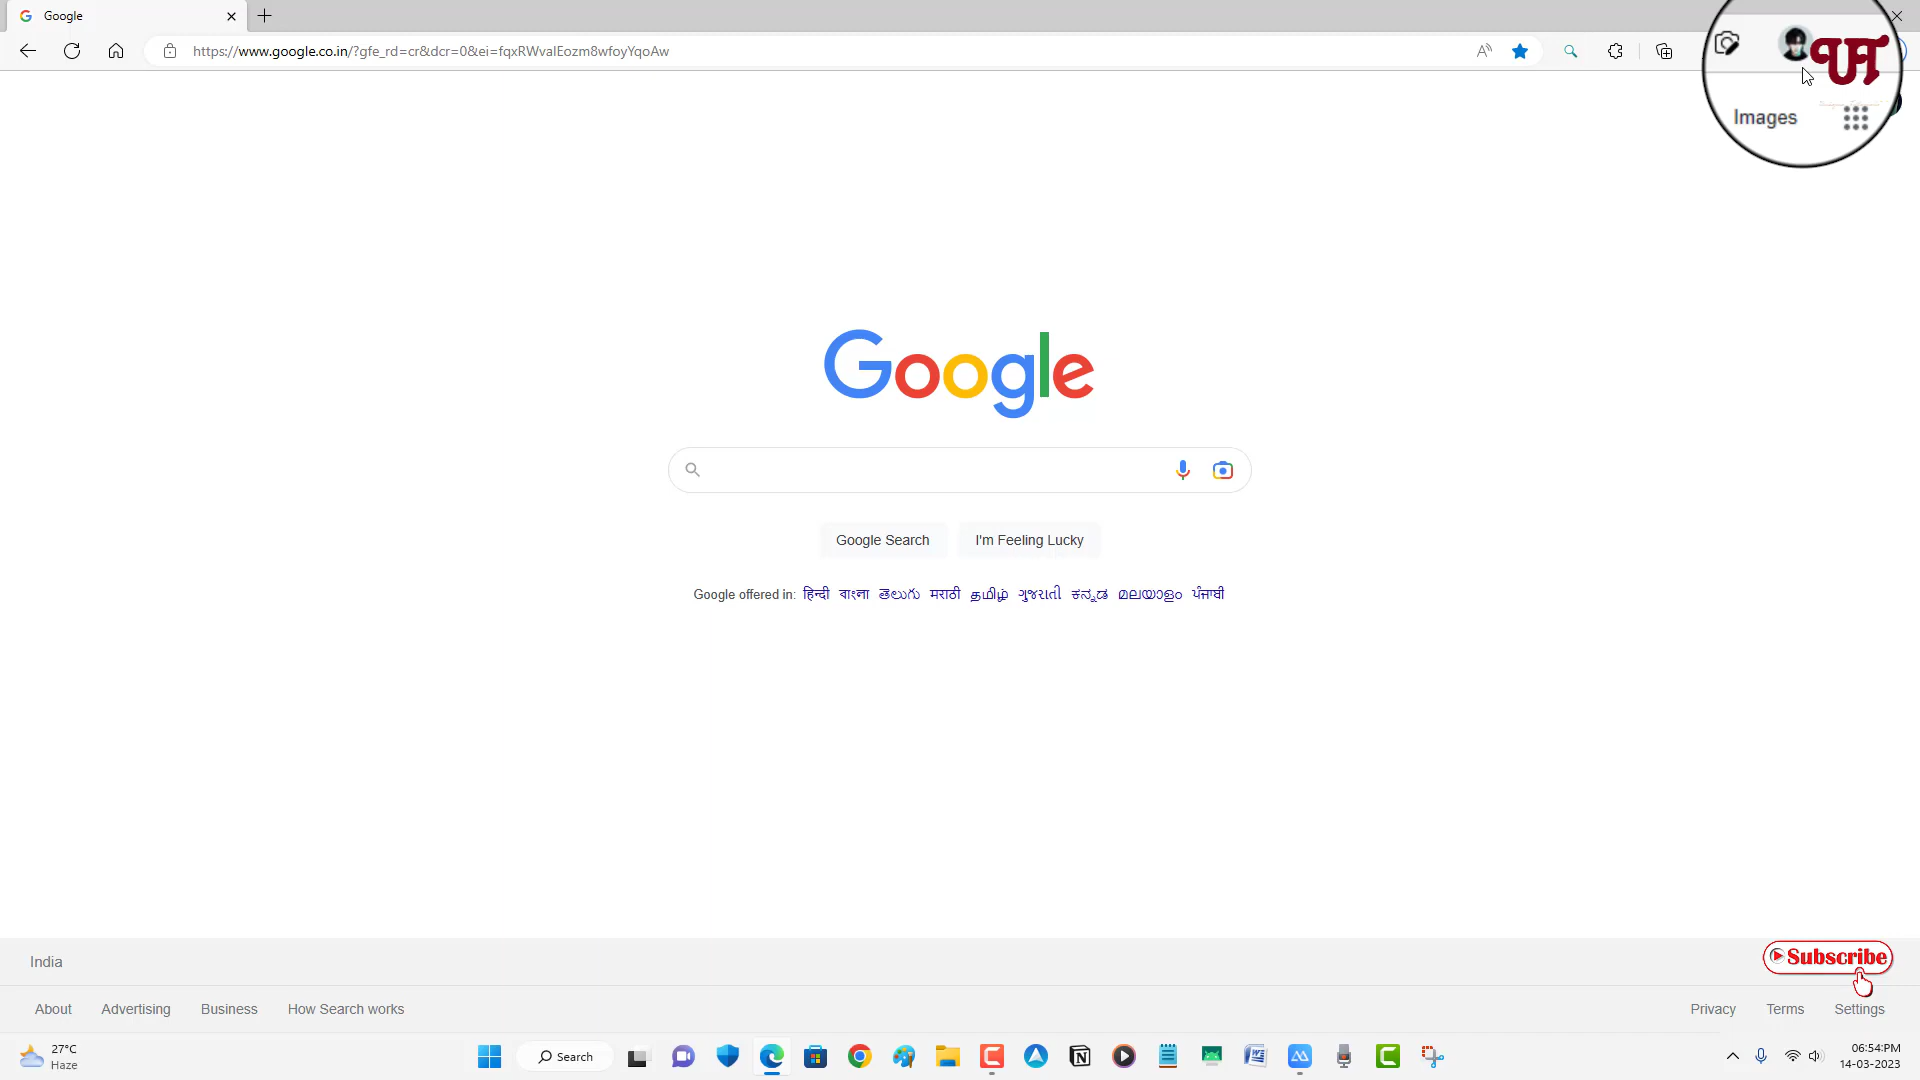 Google
https://www.google.co.in/?gfe_rd=cr&dcr=0&ei=fqxRWvalEozm8wfoyYqoAw
Images
Google
Google Search
I'm Feeling Lucky
Google offered in: हिन्दी বাংলা తెలుగు मराठी தமிழ் ગુજરાતી ಕನ್ನಡ മലയാളം ਪੰਜਾਬੀ
India
Subscribe
About Advertising Business How Search works
Privacy Terms Settings
27°C
Haze
Search
06:54:PM
14-03-2023